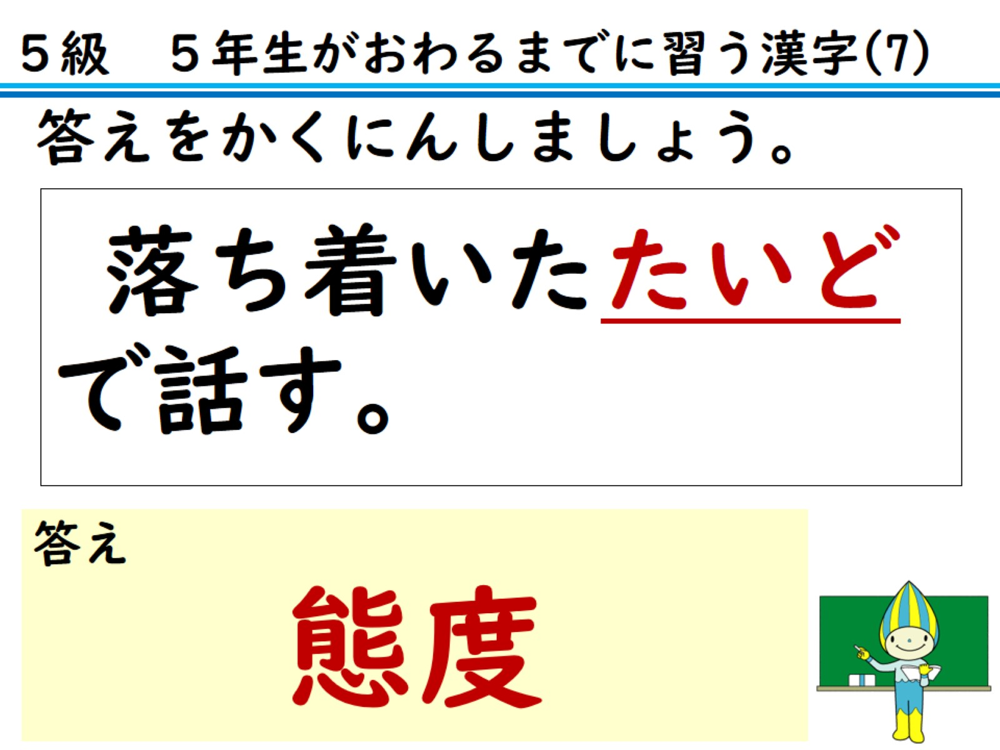 ５級　５年生がおわるまでに習う漢字(7)
答えをかくにんしましょう。
落ち着いたたいど
で話す。
答え
態度